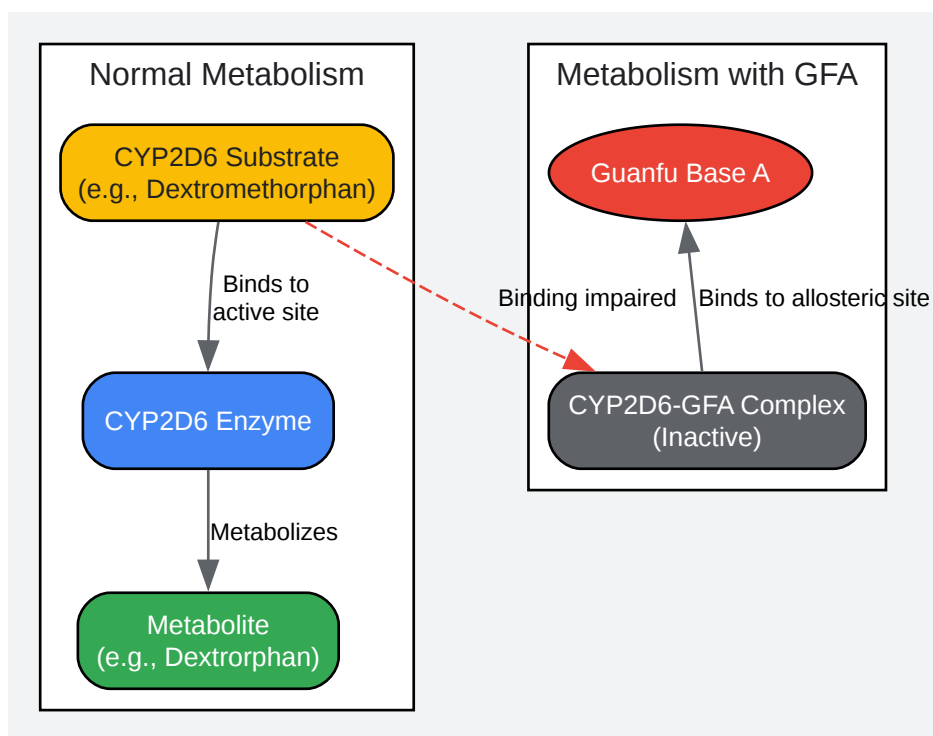 Normal Metabolism
CYP2D6 Substrate
(e.g., Dextromethorphan)
Binds to
active site
CYP2D6 Enzyme
Metabolizes
Metabolite
(e.g., Dextrorphan)
Metabolism with GFA
Guanfu Base A
Binding impaired
Binds to allosteric site
CYP2D6-GFA Complex
(Inactive)